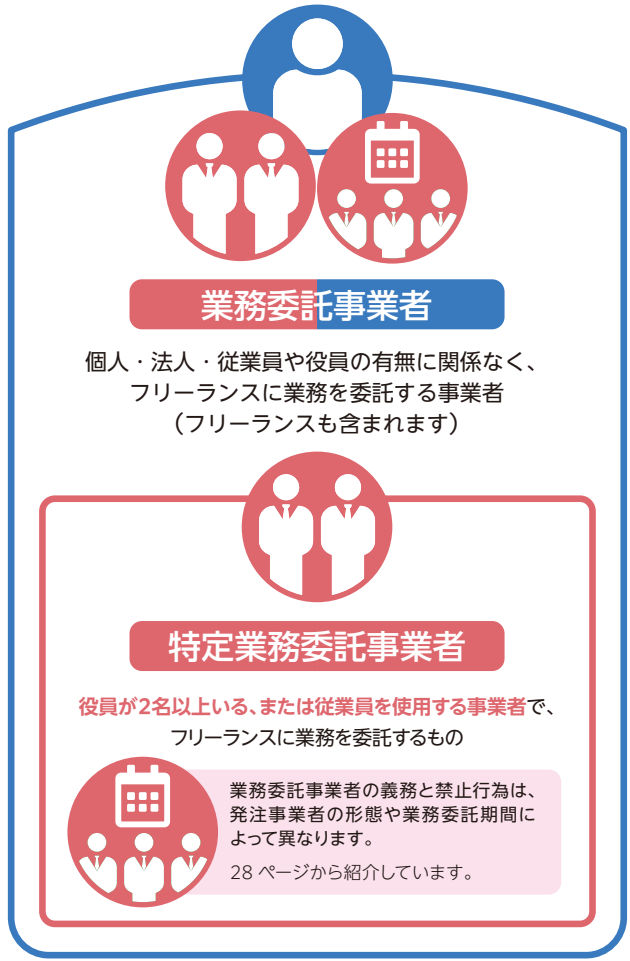 業務委託事業者
個人・法人・従業員や役員の有無に関係なく、
フリーランスに業務を委託する事業者
(フリーランスも含まれます)
特定業務委託事業者
役員が2名以上いる、または従業員を使用する事業者で、
フリーランスに業務を委託するもの
業務委託事業者の義務と禁止行為は、
発注事業者の形態や業務委託期間に
よって異なります。
28 ページから紹介しています。